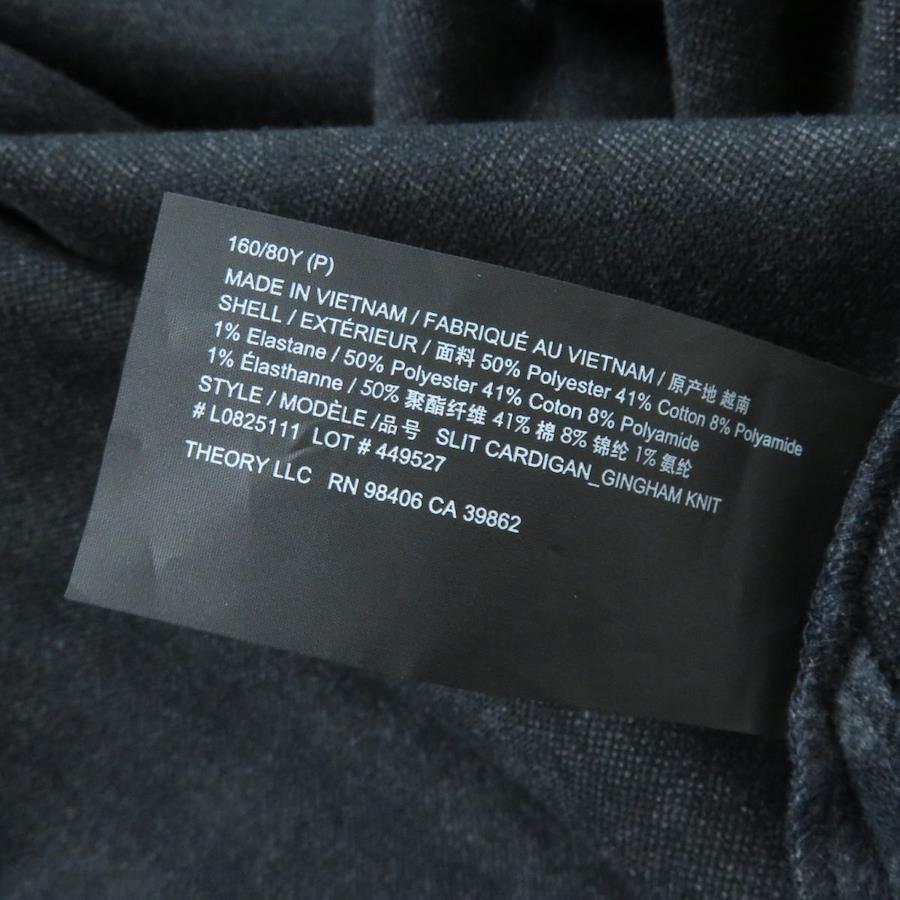 160/80Y (P)
MADE IN VIETNAM / FABRIQUÉ AU VIETNAM / 原产地 越南
SHELL / EXTÉRIEUR / 面料 50% Polyester 41% Cotton 8% Polyamide
1% Elastane / 50% Polyester 41% Coton 8% Polyamide
1% Élasthanne / 50% 聚酯纤维 41% 棉 8% 锦纶 1% 氨纶
STYLE / MODÈLE /品号 SLIT CARDIGAN_GINGHAM KNIT
# L0825111 LOT # 449527
THEORY LLC RN 98406 CA 39862